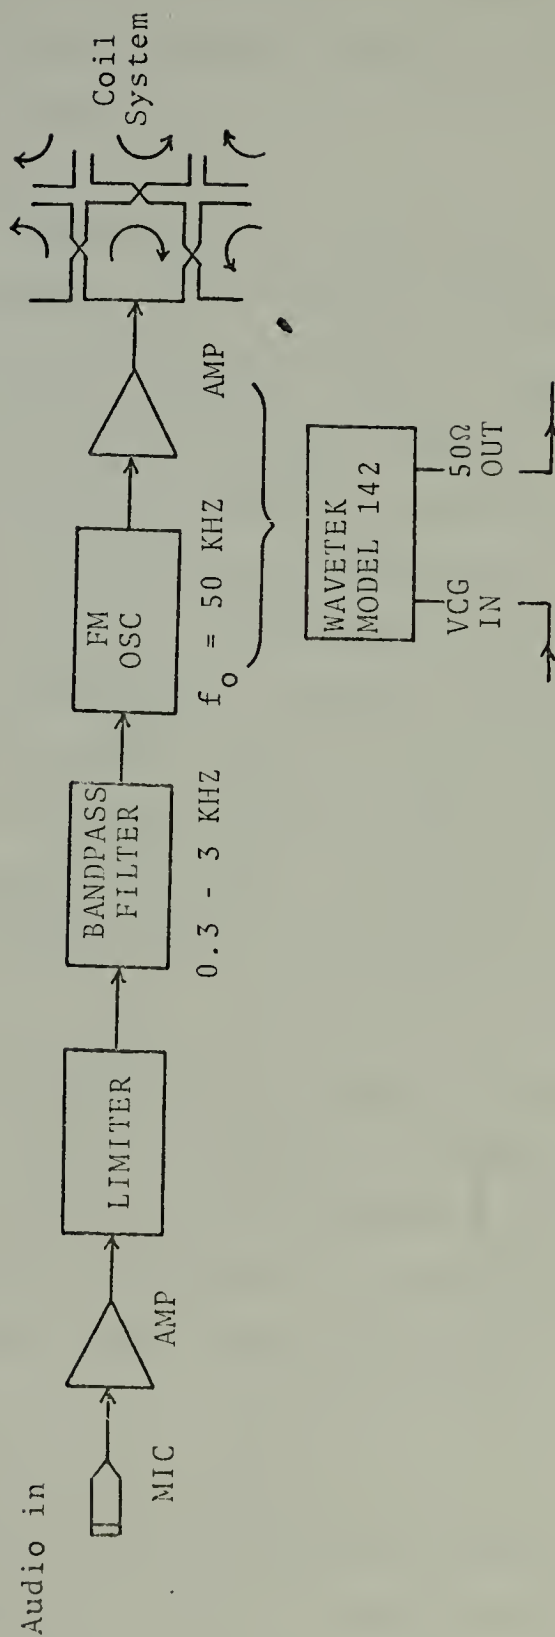 Audio in
MIC
AMP
LIMITER
BANDPASS
FILTER
0.3 - 3 KHZ
FM
OSC
f_o = 50 KHZ
AMP
Coil
System
WAVETEK
MODEL 142
VCG
IN
50Ω
OUT